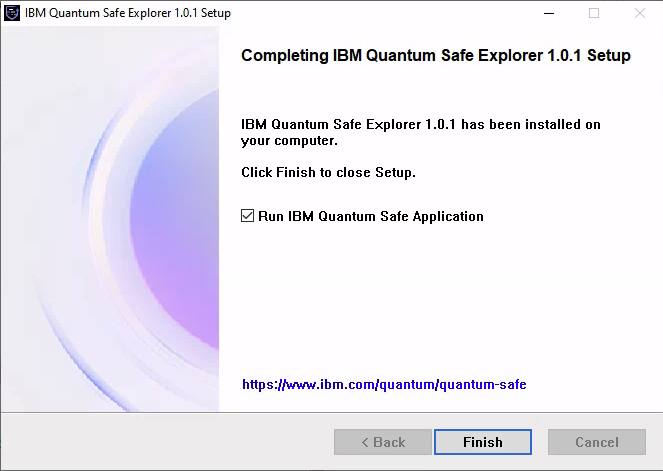 IBM Quantum Safe Explorer 1.0.1 Setup
Completing IBM Quantum Safe Explorer 1.0.1 Setup
IBM Quantum Safe Explorer 1.0.1 has been installed on
your computer.
Click Finish to close Setup.
Run IBM Quantum Safe Application
https://www.ibm.com/quantum/quantum-safe
< Back
Finish
Cancel